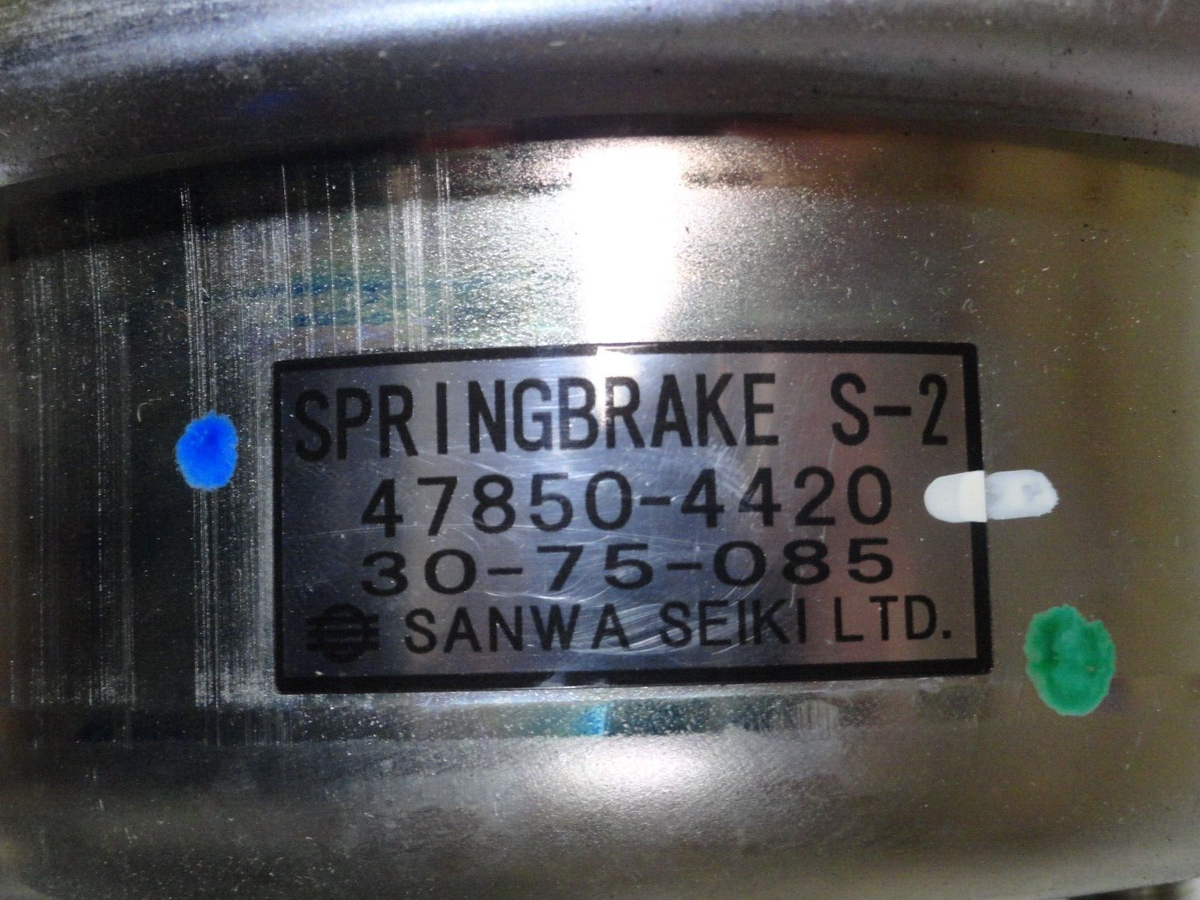 SPRINGBRAKE S-2
47850-4420
30-75-085
SANWA SEIKI LTD.